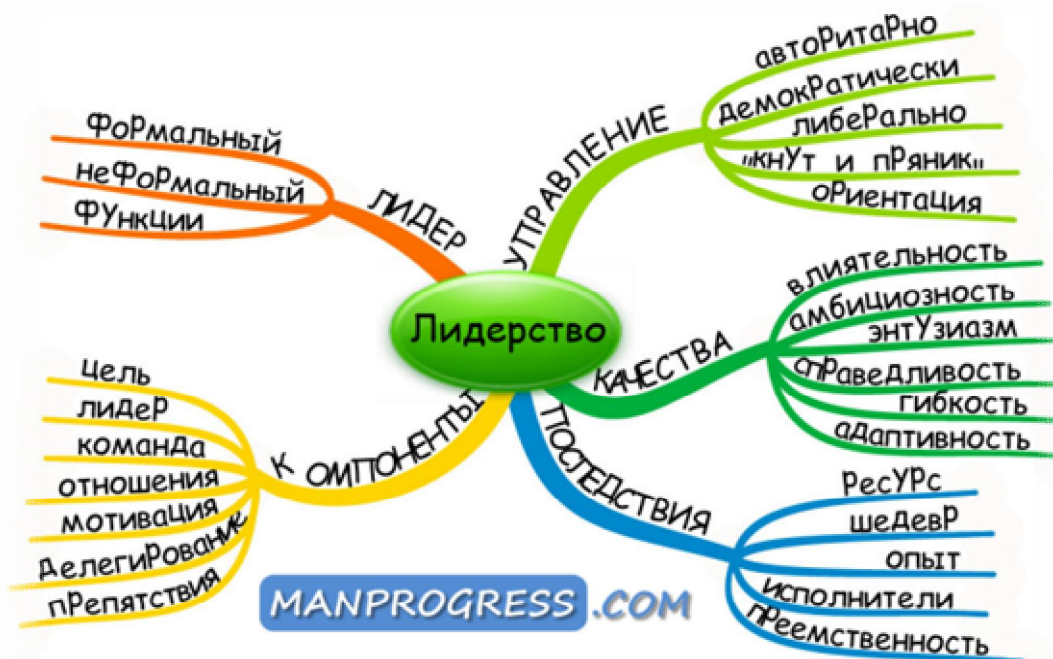 Лидерство
ЛИДЕР
формальный
неформальный
функции
УПРАВЛЕНИЕ
авторитарно
демократически
либерально
"кнут и пряник"
ориентация
КАЧЕСТВА
влиятельность
амбициозность
энтузиазм
справедливость
гибкость
адаптивность
ПОСЛЕДСТВИЯ
ресурс
шедевр
опыт
исполнители
преемственность
КОМПОНЕНТЫ
цель
лидер
команда
отношения
мотивация
делегирование
препятствия
MANPROGRESS.COM